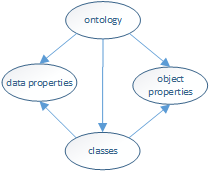 ontology
data properties
object
properties
classes